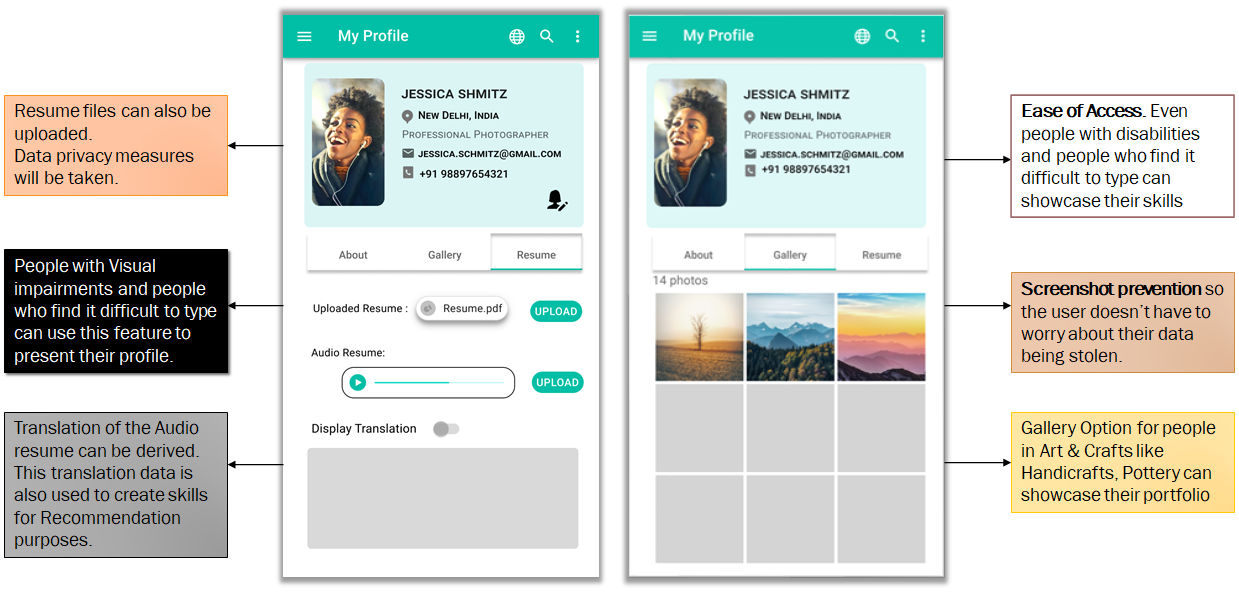 Resume files can also be
uploaded.
Data privacy measures
will be taken.
People with Visual
impairments and people
who find it difficult to type
can use this feature to
present their profile.
Translation of the Audio
resume can be derived.
This translation data is
also used to create skills
for Recommendation
purposes.
My Profile
JESSICA SHMITZ
NEW DELHI, INDIA
PROFESSIONAL PHOTOGRAPHER
JESSICA.SCHMITZ@GMAIL.COM
+91 98897654321
About Gallery Resume
Uploaded Resume : Resume.pdf UPLOAD
Audio Resume:
UPLOAD
Display Translation
My Profile
JESSICA SHMITZ
NEW DELHI, INDIA
PROFESSIONAL PHOTOGRAPHER
JESSICA.SCHMITZ@GMAIL.COM
+91 98897654321
About Gallery Resume
14 photos
Ease of Access. Even
people with disabilities
and people who find it
difficult to type can
showcase their skills
Screenshot prevention so
the user doesn't have to
worry about their data
being stolen.
Gallery Option for people
in Art & Crafts like
Handicrafts, Pottery can
showcase their portfolio